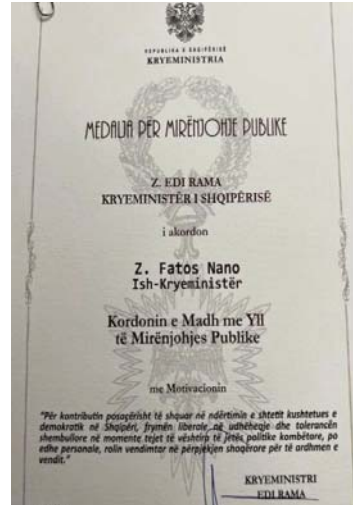 REPUBLIKA E SHQIPËRISË
KRYEMINISTRIA
MEDALJA PËR MIRËNJOHJE PUBLIKE
Z. EDI RAMA
KRYEMINISTËR I SHQIPËRISË
i akordon
Z. Fatos Nano
Ish-Kryeministër
Kordonin e Madh me Yll
të Mirënjohjes Publike
me Motivacionin
"Për kontributin posaçërisht të shquar në ndërtimin e shtetit kushtetues e
demokratik në Shqipëri, frymën liberale në udhëheqje dhe tolerancën
shembullore në momente tejet të vështira të jetës politike kombëtare, po
edhe personale, rolin vendimtar në përpjekjen shoqërore për të ardhmen e
vendit."
KRYEMINISTRI
EDI RAMA